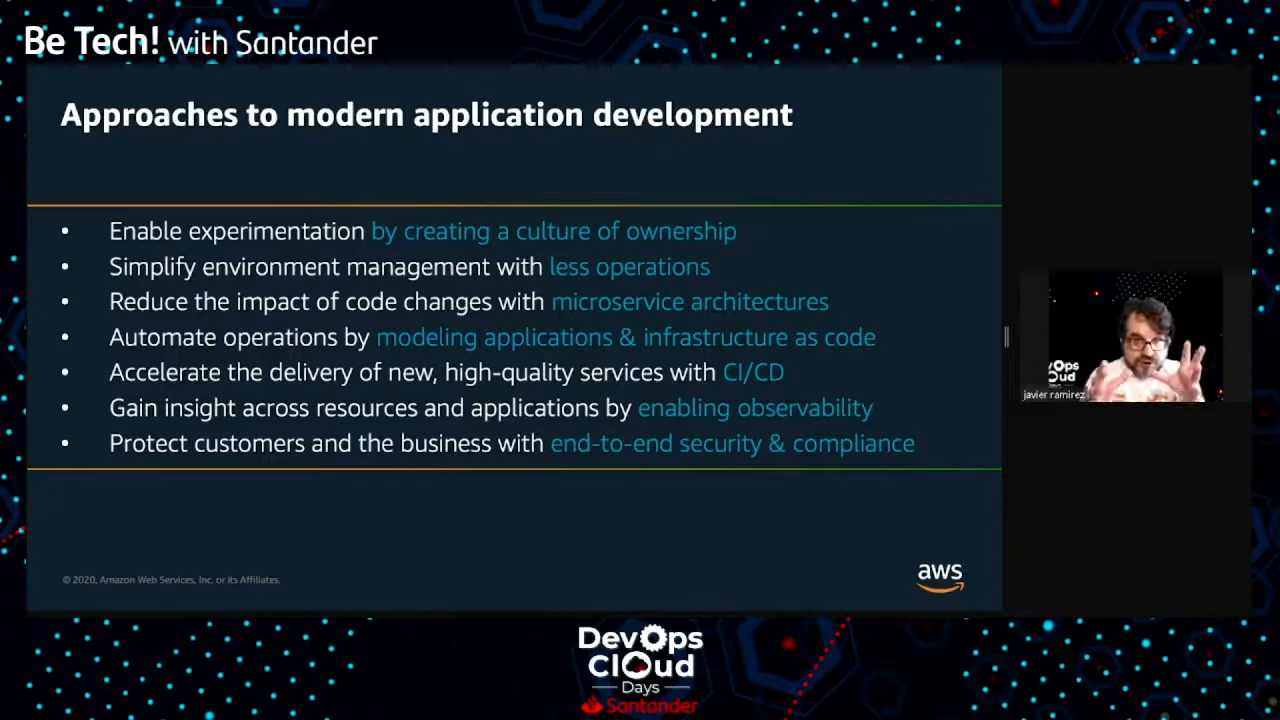 Be Tech! with Santander
Approaches to modern application development
• Enable experimentation by creating a culture of ownership
• Simplify environment management with less operations
• Reduce the impact of code changes with microservice architectures
• Automate operations by modeling applications & infrastructure as code
• Accelerate the delivery of new, high-quality services with CI/CD
• Gain insight across resources and applications by enabling observability
• Protect customers and the business with end-to-end security & compliance
javier ramirez
© 2020, Amazon Web Services, Inc. or its Affiliates.
aws
DevOps
Cloud
Days
Santander